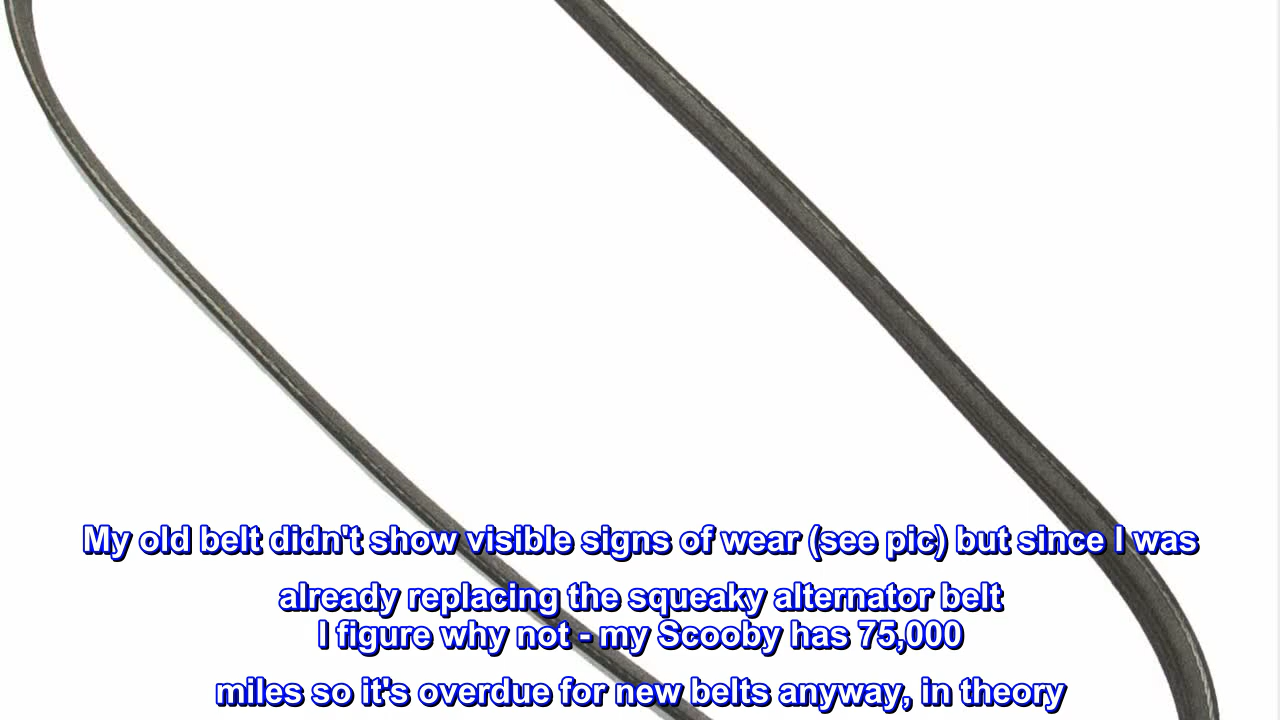 My old belt didn't show visible signs of wear (see pic) but since I was
already replacing the squeaky alternator belt
I figure why not - my Scooby has 75,000
miles so it's overdue for new belts anyway, in theory